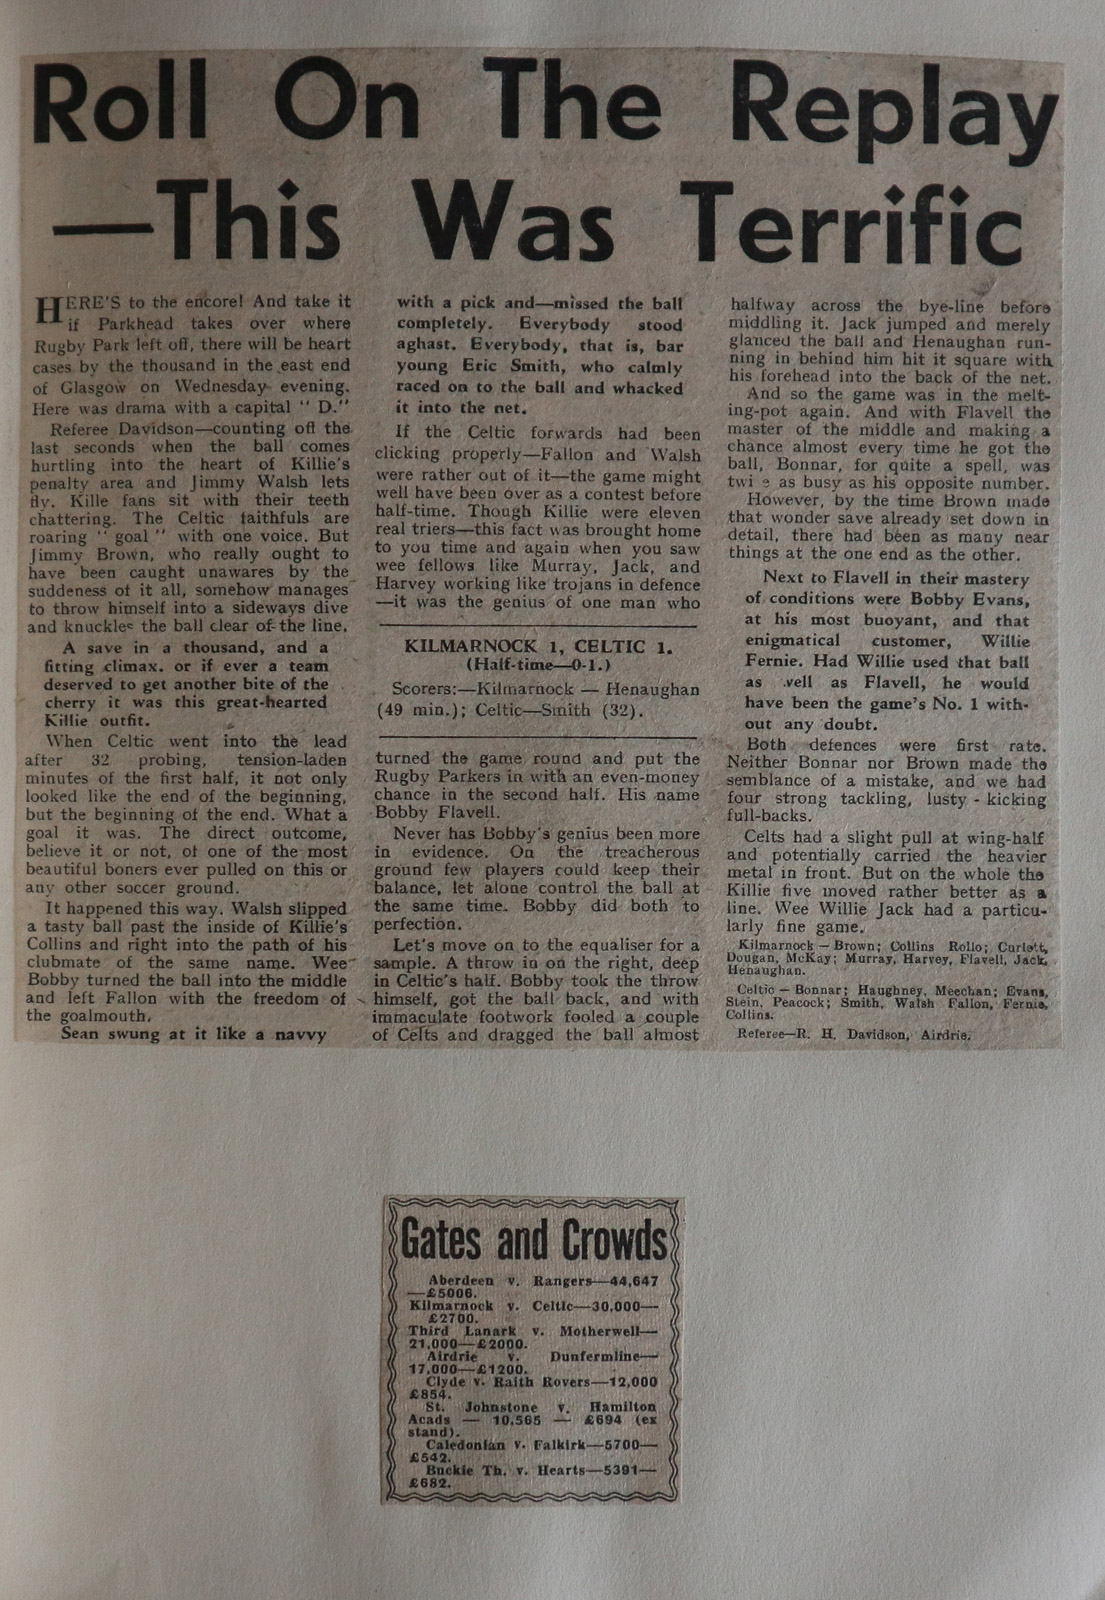 Roll On The Replay
—This Was Terrific
HERE'S to the encore! And take it
if Parkhead takes over where
Rugby Park left off, there will be heart
cases by the thousand in the east end
of Glasgow on Wednesday evening.
Here was drama with a capital " D."
Referee Davidson—counting off the
last seconds when the ball comes
hurtling into the heart of Killie's
penalty area and Jimmy Walsh lets
fly. Kille fans sit with their teeth
chattering. The Celtic faithfuls are
roaring " goal " with one voice. But
Jimmy Brown, who really ought to
have been caught unawares by the
suddeness of it all, somehow manages
to throw himself into a sideways dive
and knuckles the ball clear of the line.
A save in a thousand, and a
fitting climax, or if ever a team
deserved to get another bite of the
cherry it was this great-hearted
Killie outfit.
When Celtic went into the lead
after 32 probing, tension-laden
minutes of the first half, it not only
looked like the end of the beginning,
but the beginning of the end. What a
goal it was. The direct outcome,
believe it or not, of one of the most
beautiful boners ever pulled on this or
any other soccer ground.
It happened this way. Walsh slipped
a tasty ball past the inside of Killie's
Collins and right into the path of his
clubmate of the same name. Wee
Bobby turned the ball into the middle
and left Fallon with the freedom of
the goalmouth.
Sean swung at it like a navvy
with a pick and—missed the ball
completely. Everybody stood
aghast. Everybody, that is, bar
young Eric Smith, who calmly
raced on to the ball and whacked
it into the net.
If the Celtic forwards had been
clicking properly—Fallon and Walsh
were rather out of it—the game might
well have been over as a contest before
half-time. Though Killie were eleven
real triers—this fact was brought home
to you time and again when you saw
wee fellows like Murray, Jack, and
Harvey working like trojans in defence
—it was the genius of one man who
KILMARNOCK 1, CELTIC 1.
(Half-time—0-1.)
Scorers:—Kilmarnock — Henaughan
(49 min.); Celtic—Smith (32).
turned the game round and put the
Rugby Parkers in with an even-money
chance in the second half. His name
Bobby Flavell.
Never has Bobby's genius been more
in evidence. On the treacherous
ground few players could keep their
balance, let alone control the ball at
the same time. Bobby did both to
perfection.
Let's move on to the equaliser for a
sample. A throw in on the right, deep
in Celtic's half. Bobby took the throw
himself, got the ball back, and with
immaculate footwork fooled a couple
of Celts and dragged the ball almost
halfway across the bye-line before
middling it. Jack jumped and merely
glanced the ball and Henaughan run-
ning in behind him hit it square with
his forehead into the back of the net.
And so the game was in the melt-
ing-pot again. And with Flavell the
master of the middle and making a
chance almost every time he got the
ball, Bonnar, for quite a spell, was
twi e as busy as his opposite number.
However, by the time Brown made
that wonder save already set down in
detail, there had been as many near
things at the one end as the other.
Next to Flavell in their mastery
of conditions were Bobby Evans,
at his most buoyant, and that
enigmatical customer, Willie
Fernie. Had Willie used that ball
as well as Flavell, he would
have been the game's No. 1 with-
out any doubt.
Both defences were first rate.
Neither Bonnar nor Brown made the
semblance of a mistake, and we had
four strong tackling, lusty - kicking
full-backs.
Celts had a slight pull at wing-half
and potentially carried the heavier
metal in front. But on the whole the
Killie five moved rather better as a
line. Wee Willie Jack had a particu-
larly fine game.
Kilmarnock — Brown; Collins Rollo; Curlett,
Dougan, McKay; Murray, Harvey, Flavell, Jack,
Henaughan.
Celtic — Bonnar; Haughney, Meechan; Evans,
Stein, Peacock; Smith, Walsh Fallon, Fernie,
Collins.
Referee—R. H. Davidson, Airdrie.
Gates and Crowds
Aberdeen v. Rangers—44,647
—£5006.
Kilmarnock v. Celtic—30,000—
£2700.
Third Lanark v. Motherwell—
21,000—£2000.
Airdrie v. Dunfermline—
17,000—£1200.
Clyde v. Raith Rovers—12,000
£854.
St. Johnstone v. Hamilton
Acads — 10,565 — £694 (ex
stand).
Caledonian v. Falkirk—5700—
£542.
Buckie Th. v. Hearts—5391—
£682.